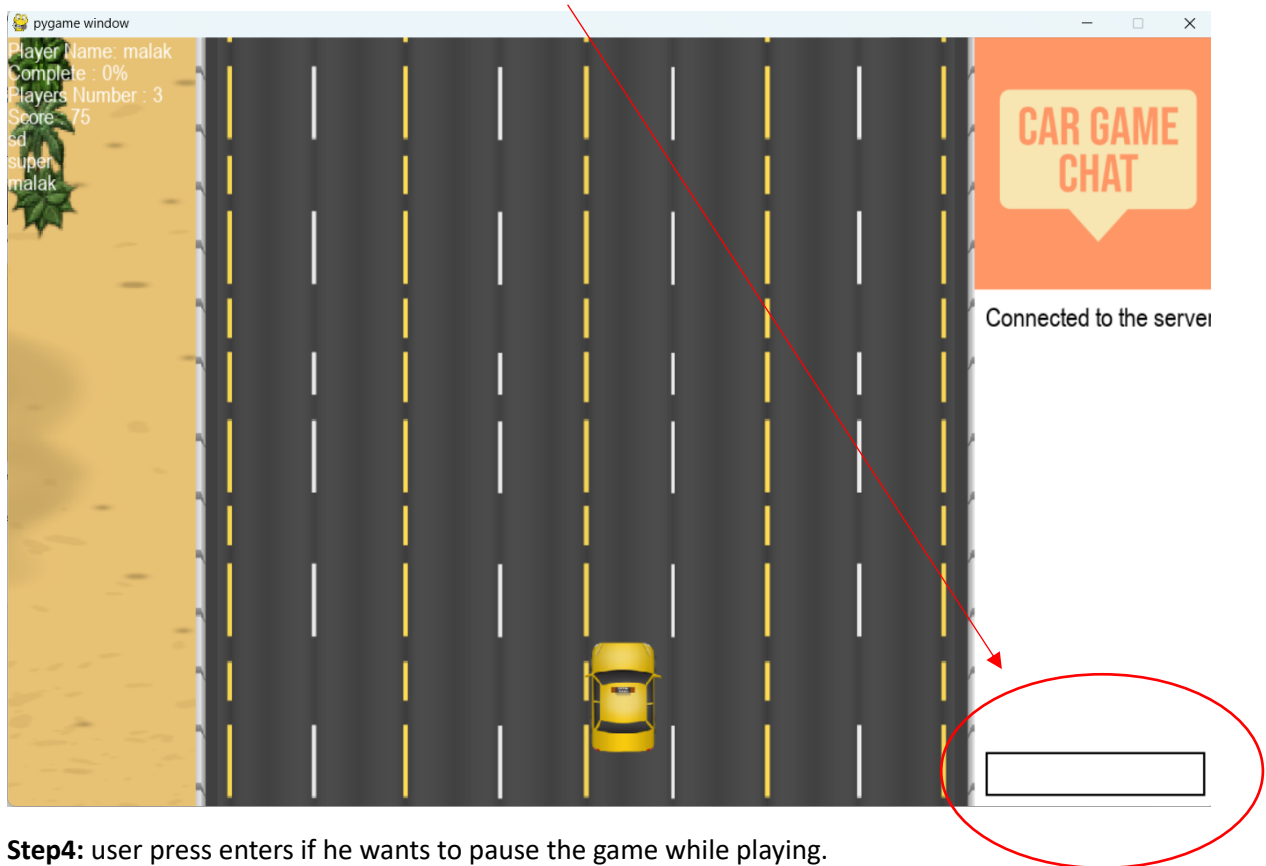 pygame window
Player Name: malak
Complete : 0%
Players Number : 3
Score : 75
sd
super
malak
CAR GAME
CHAT
Connected to the server
Step4: user press enters if he wants to pause the game while playing.